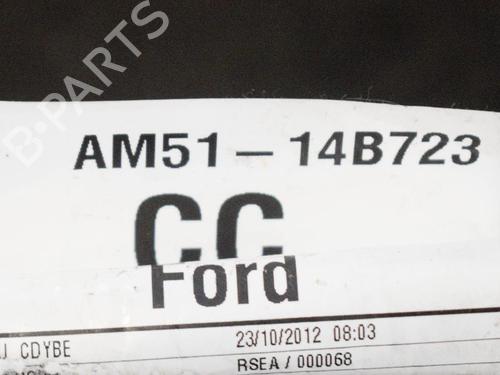 B-PARTS
AM51-14B723
CC
Ford
J CDYBE
23/10/2012 08:03
RSEA / 000068